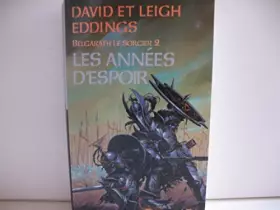 DAVID ET LEIGH
EDDINGS
BELGARATH LE SORCIER 2
LES ANNÉES
D'ESPOIR